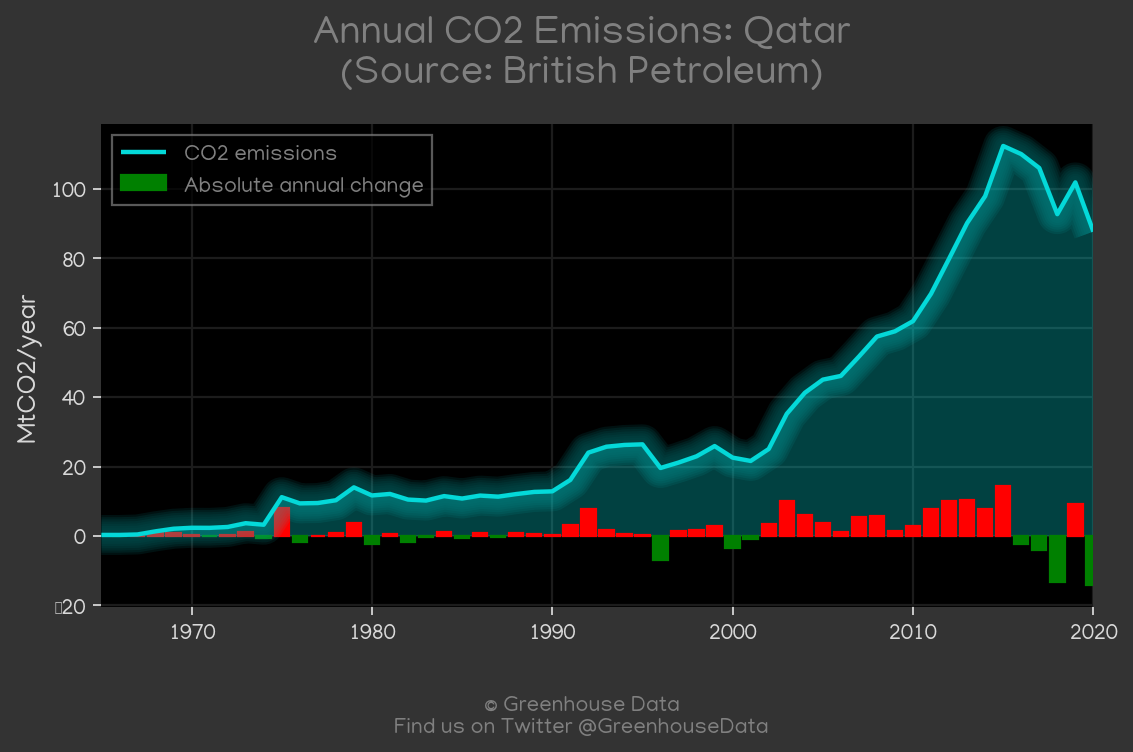 Annual CO2 Emissions: Qatar
(Source: British Petroleum)
CO2 emissions
Absolute annual change
MtCO2/year
100
80
60
40
20
0
▯20
1970 1980 1990 2000 2010 2020
© Greenhouse Data
Find us on Twitter @GreenhouseData